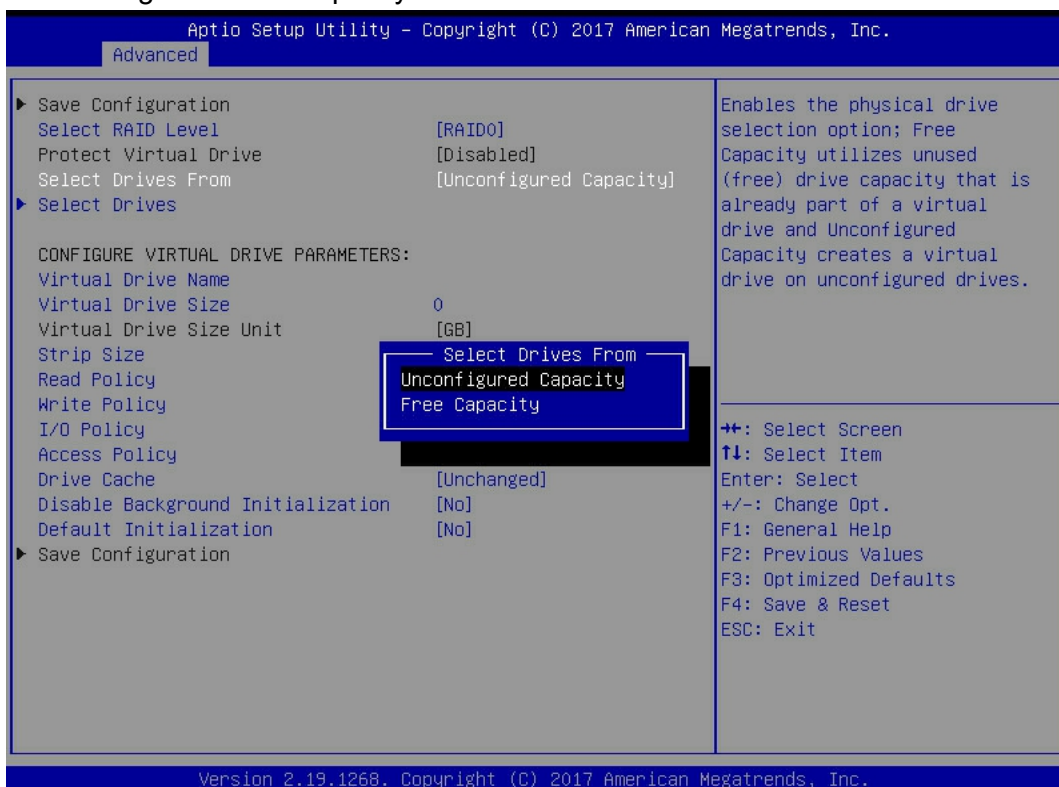 Aptio Setup Utility – Copyright (C) 2017 American Megatrends, Inc.
Advanced
Save Configuration
Select RAID Level [RAID0]
Protect Virtual Drive [Disabled]
Select Drives From [Unconfigured Capacity]
Select Drives
CONFIGURE VIRTUAL DRIVE PARAMETERS:
Virtual Drive Name
Virtual Drive Size 0
Virtual Drive Size Unit [GB]
Strip Size
Read Policy
Write Policy
I/O Policy
Access Policy
Drive Cache [Unchanged]
Disable Background Initialization [No]
Default Initialization [No]
Save Configuration
Select Drives From
Unconfigured Capacity
Free Capacity
Enables the physical drive
selection option; Free
Capacity utilizes unused
(free) drive capacity that is
already part of a virtual
drive and Unconfigured
Capacity creates a virtual
drive on unconfigured drives.
→←: Select Screen
↑↓: Select Item
Enter: Select
+/-: Change Opt.
F1: General Help
F2: Previous Values
F3: Optimized Defaults
F4: Save & Reset
ESC: Exit
Version 2.19.1268. Copyright (C) 2017 American Megatrends, Inc.